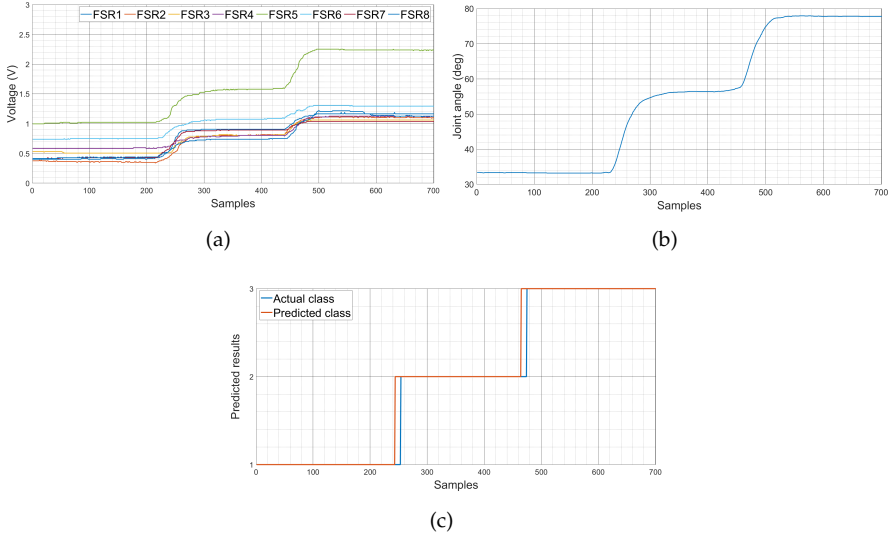 FSR1 FSR2 FSR3 FSR4 FSR5 FSR6 FSR7 FSR8
3
2.5
2
1.5
1
0.5
0
Voltage (V)
0 100 200 300 400 500 600 700
Samples
(a)
80
70
60
50
40
30
Joint angle (deg)
0 100 200 300 400 500 600 700
Samples
(b)
Actual class
Predicted class
3
2
1
Predicted results
0 100 200 300 400 500 600 700
Samples
(c)